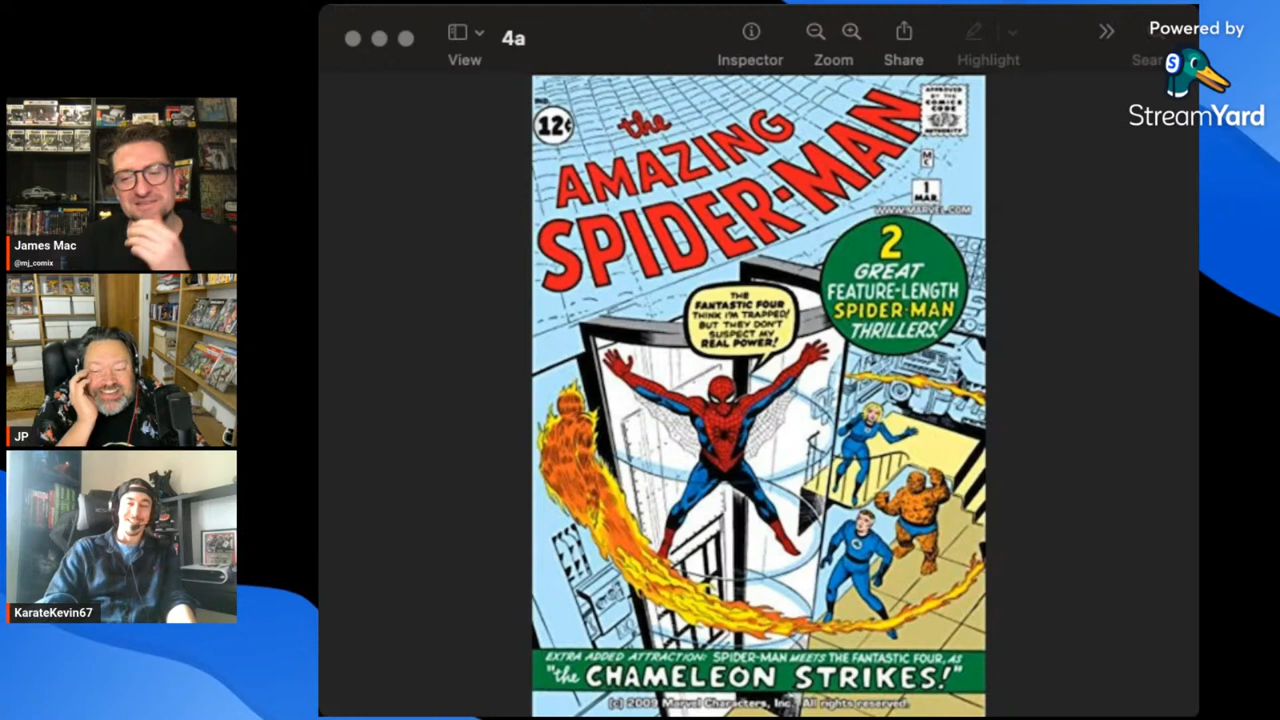 View
4a
Inspector
Zoom
Share
Highlight
Powered by
StreamYard
James Mac
@mj_comix
JP
KarateKevin67
12¢
the
AMAZING
SPIDER-MAN
APPROVED
BY THE
COMICS
CODE
AUTHORITY
M
C
1
MAR.
WWW.MARVEL.COM
2
GREAT
FEATURE-LENGTH
SPIDER-MAN
THRILLERS!
THE
FANTASTIC FOUR
THINK I'M TRAPPED!
BUT THEY DON'T
SUSPECT MY
REAL POWER!
EXTRA ADDED ATTRACTION: SPIDER-MAN MEETS THE FANTASTIC FOUR, AS
"the CHAMELEON STRIKES!"
(c) 2009 Marvel Characters, Inc. All rights reserved.